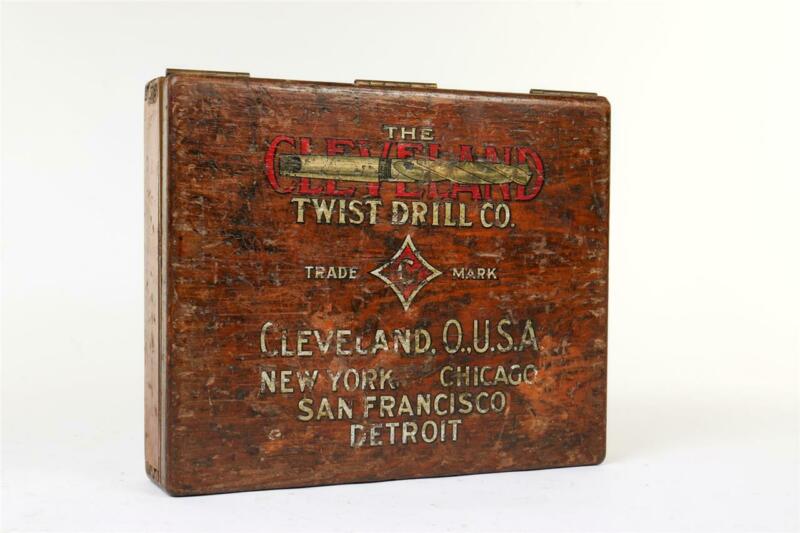 THE
CLEVELAND
TWIST DRILL CO.
TRADE C MARK
CLEVELAND, O., U.S.A.
NEW YORK CHICAGO
SAN FRANCISCO
DETROIT